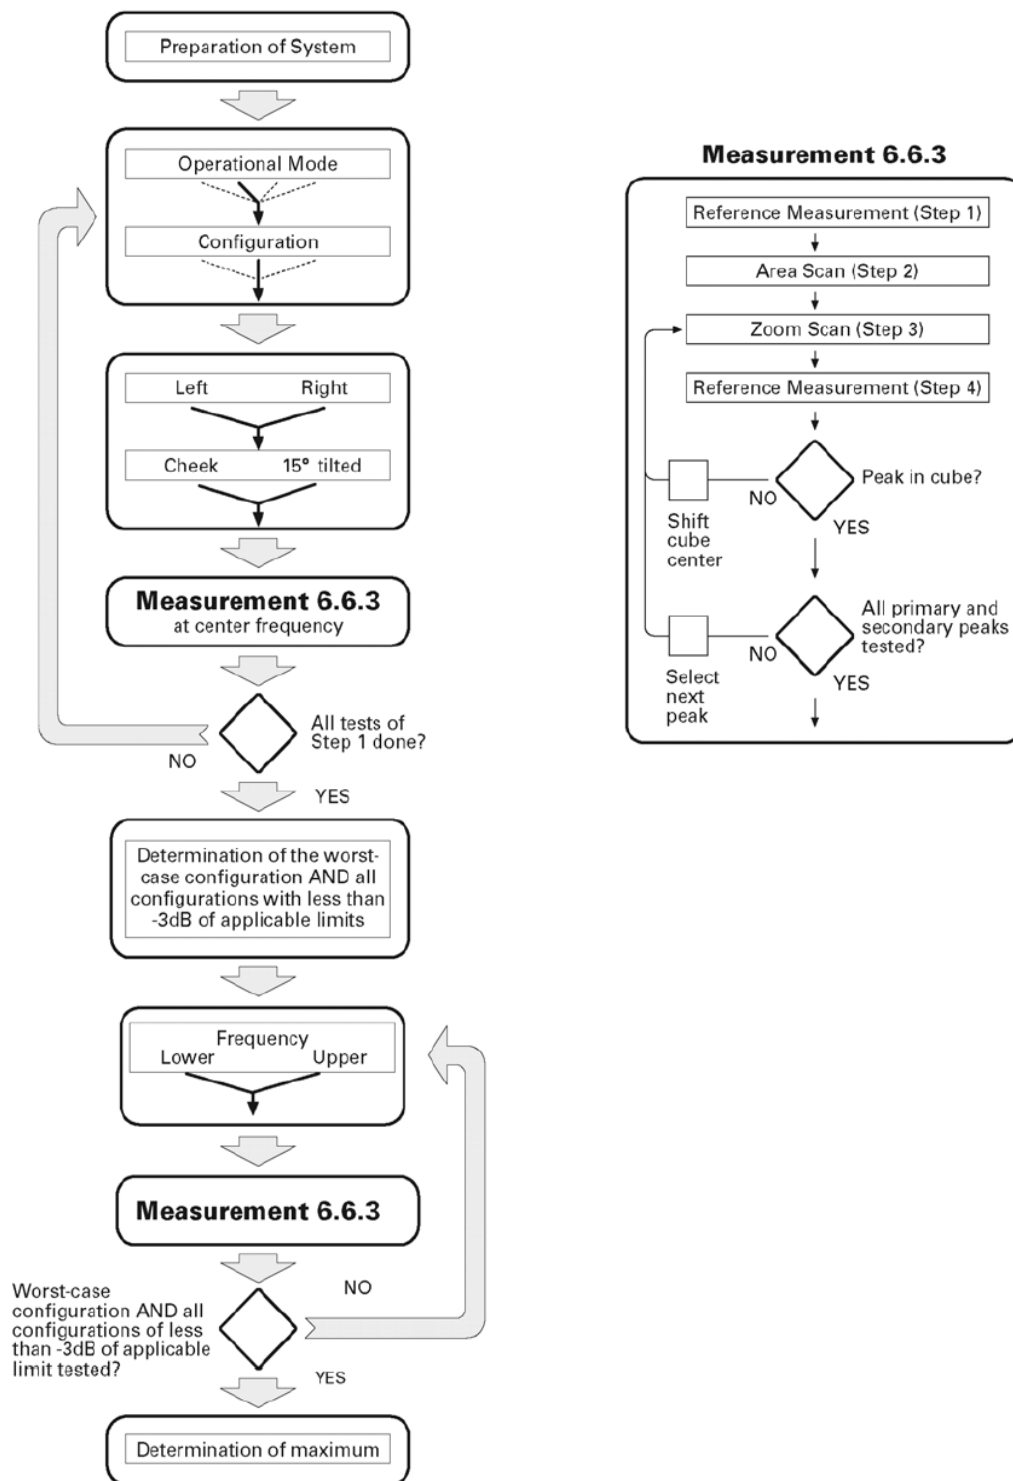 Preparation of System
Operational Mode
Configuration
Left Right
Cheek 15° tilted
Measurement 6.6.3
at center frequency
All tests of
Step 1 done?
NO
YES
Determination of the worst-
case configuration AND all
configurations with less than
-3dB of applicable limits
Frequency
Lower Upper
Measurement 6.6.3
NO
Worst-case
configuration AND all
configurations of less
than -3dB of applicable
limit tested?
YES
Determination of maximum
Measurement 6.6.3
Reference Measurement (Step 1)
Area Scan (Step 2)
Zoom Scan (Step 3)
Reference Measurement (Step 4)
Peak in cube?
NO
YES
Shift
cube
center
All primary and
secondary peaks
tested?
NO
YES
Select
next
peak